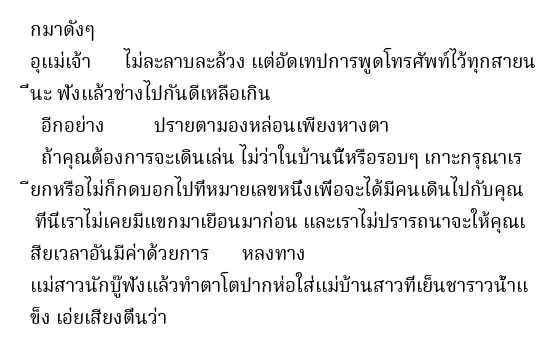 กมาดังๆ
อุแม่เจ้า ไม่ละลาบละล้วง แต่อัดเทปการพูดโทรศัพท์ไว้ทุกสายน
ี่นะ ฟังแล้วช่างไปกันดีเหลือเกิน
อีกอย่าง ปรายตามองหล่อนเพียงหางตา
ถ้าคุณต้องการจะเดินเล่น ไม่ว่าในบ้านนี้หรือรอบๆ เกาะกรุณาเร
ียกหรือไม่ก็กดบอกไปที่หมายเลขหนึ่งเพื่อจะได้มีคนเดินไปกับคุณ
ที่นี่เราไม่เคยมีแขกมาเยือนมาก่อน และเราไม่ปรารถนาจะให้คุณเ
สียเวลาอันมีค่าด้วยการ หลงทาง
แม่สาวนักบู๊ฟังแล้วทำตาโตปากห่อใส่แม่บ้านสาวที่เย็นชาราวน้ำแ
ข็ง เอ่ยเสียงตื่นว่า